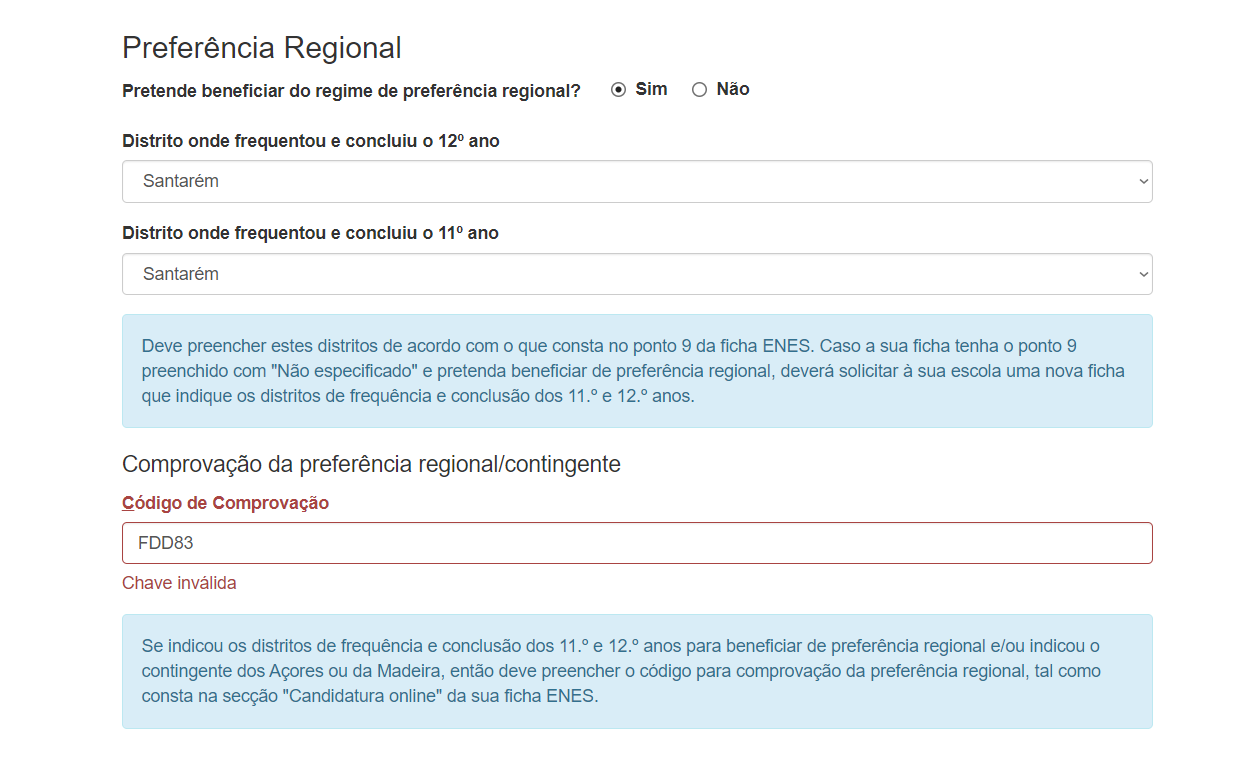 Preferência Regional
Pretende beneficiar do regime de preferência regional? Sim Não
Distrito onde frequentou e concluiu o 12º ano
Santarém
Distrito onde frequentou e concluiu o 11º ano
Santarém
Deve preencher estes distritos de acordo com o que consta no ponto 9 da ficha ENES. Caso a sua ficha tenha o ponto 9
preenchido com "Não especificado" e pretenda beneficiar de preferência regional, deverá solicitar à sua escola uma nova ficha
que indique os distritos de frequência e conclusão dos 11.º e 12.º anos.
Comprovação da preferência regional/contingente
Código de Comprovação
FDD83
Chave inválida
Se indicou os distritos de frequência e conclusão dos 11.º e 12.º anos para beneficiar de preferência regional e/ou indicou o
contingente dos Açores ou da Madeira, então deve preencher o código para comprovação da preferência regional, tal como
consta na secção "Candidatura online" da sua ficha ENES.